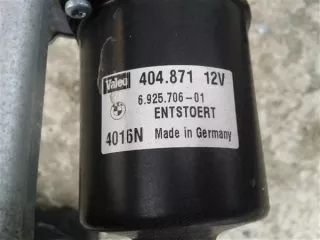 Valeo 404.871 12V
6.925.706-01
ENTSTOERT
4016N Made in Germany